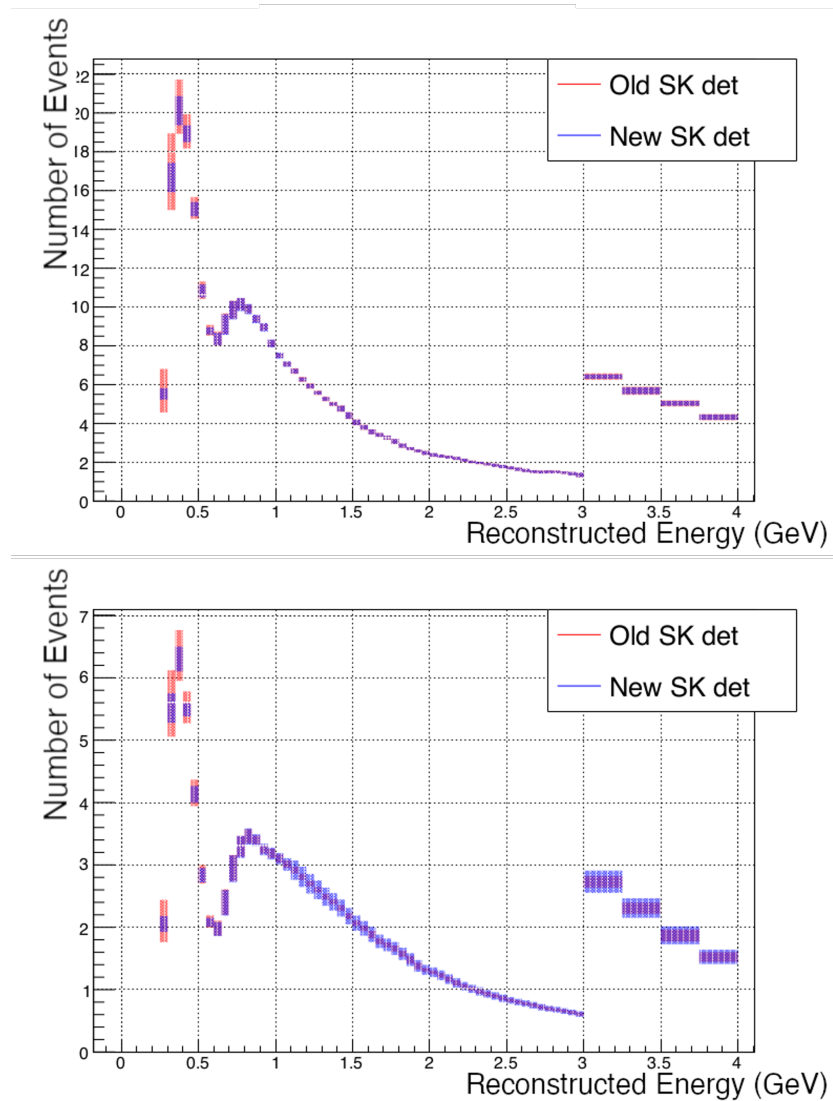 Number of Events
22
20
18
16
14
12
10
8
6
4
2
0
Old SK det
New SK det
0 0.5 1 1.5 2 2.5 3 3.5 4
Reconstructed Energy (GeV)
Number of Events
7
6
5
4
3
2
1
0
Old SK det
New SK det
0 0.5 1 1.5 2 2.5 3 3.5 4
Reconstructed Energy (GeV)